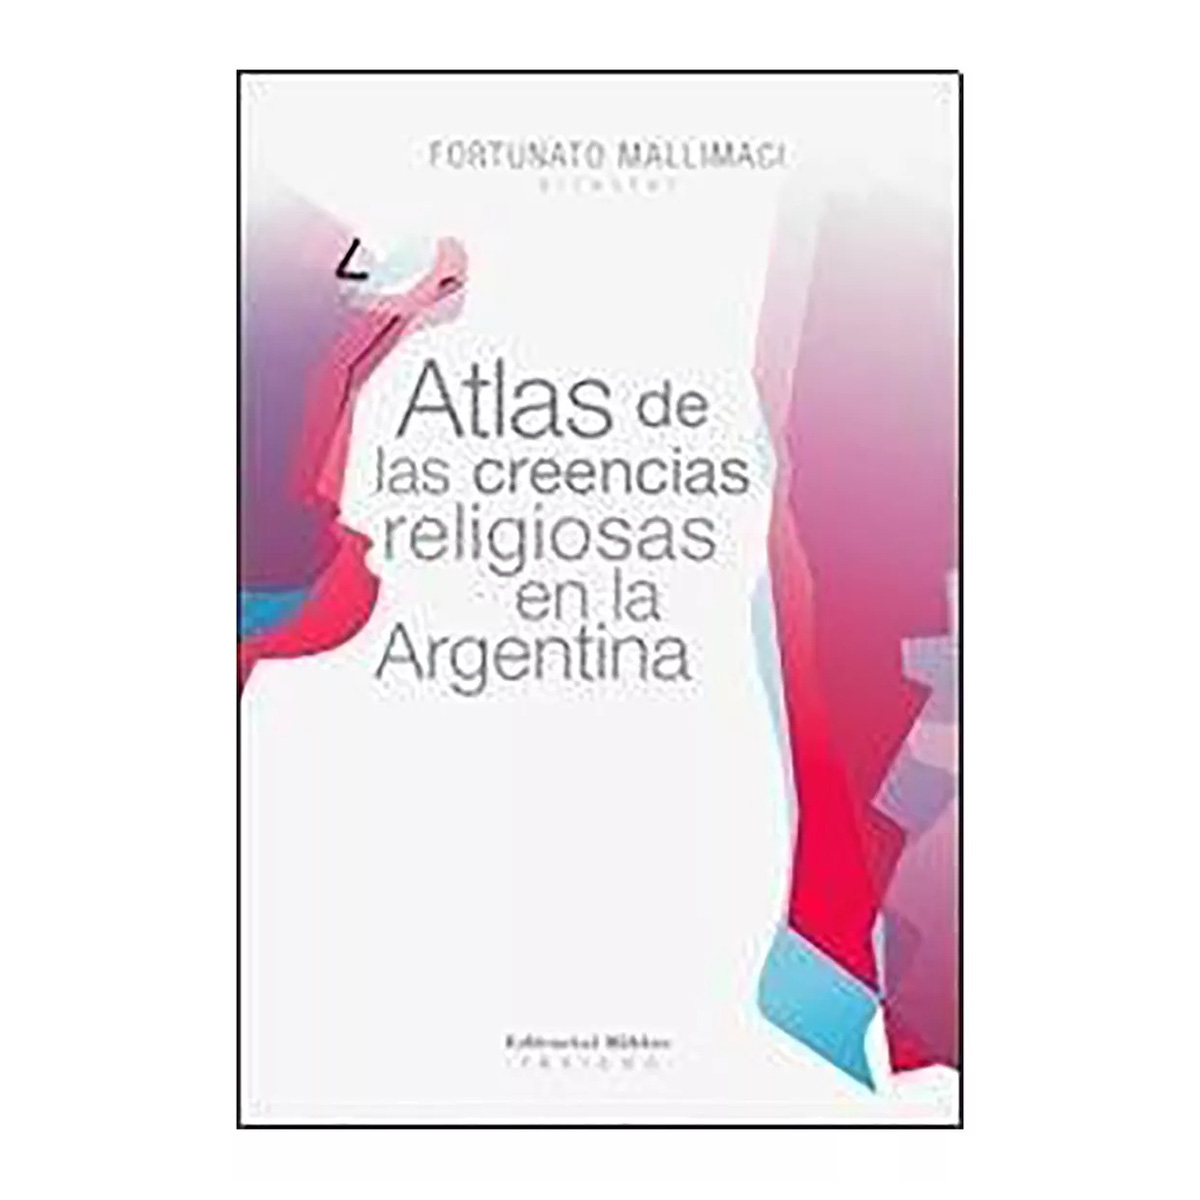 FORTUNATO MALLIMACI
Atlas de
las creencias
religiosas
en la
Argentina
Editorial Biblos